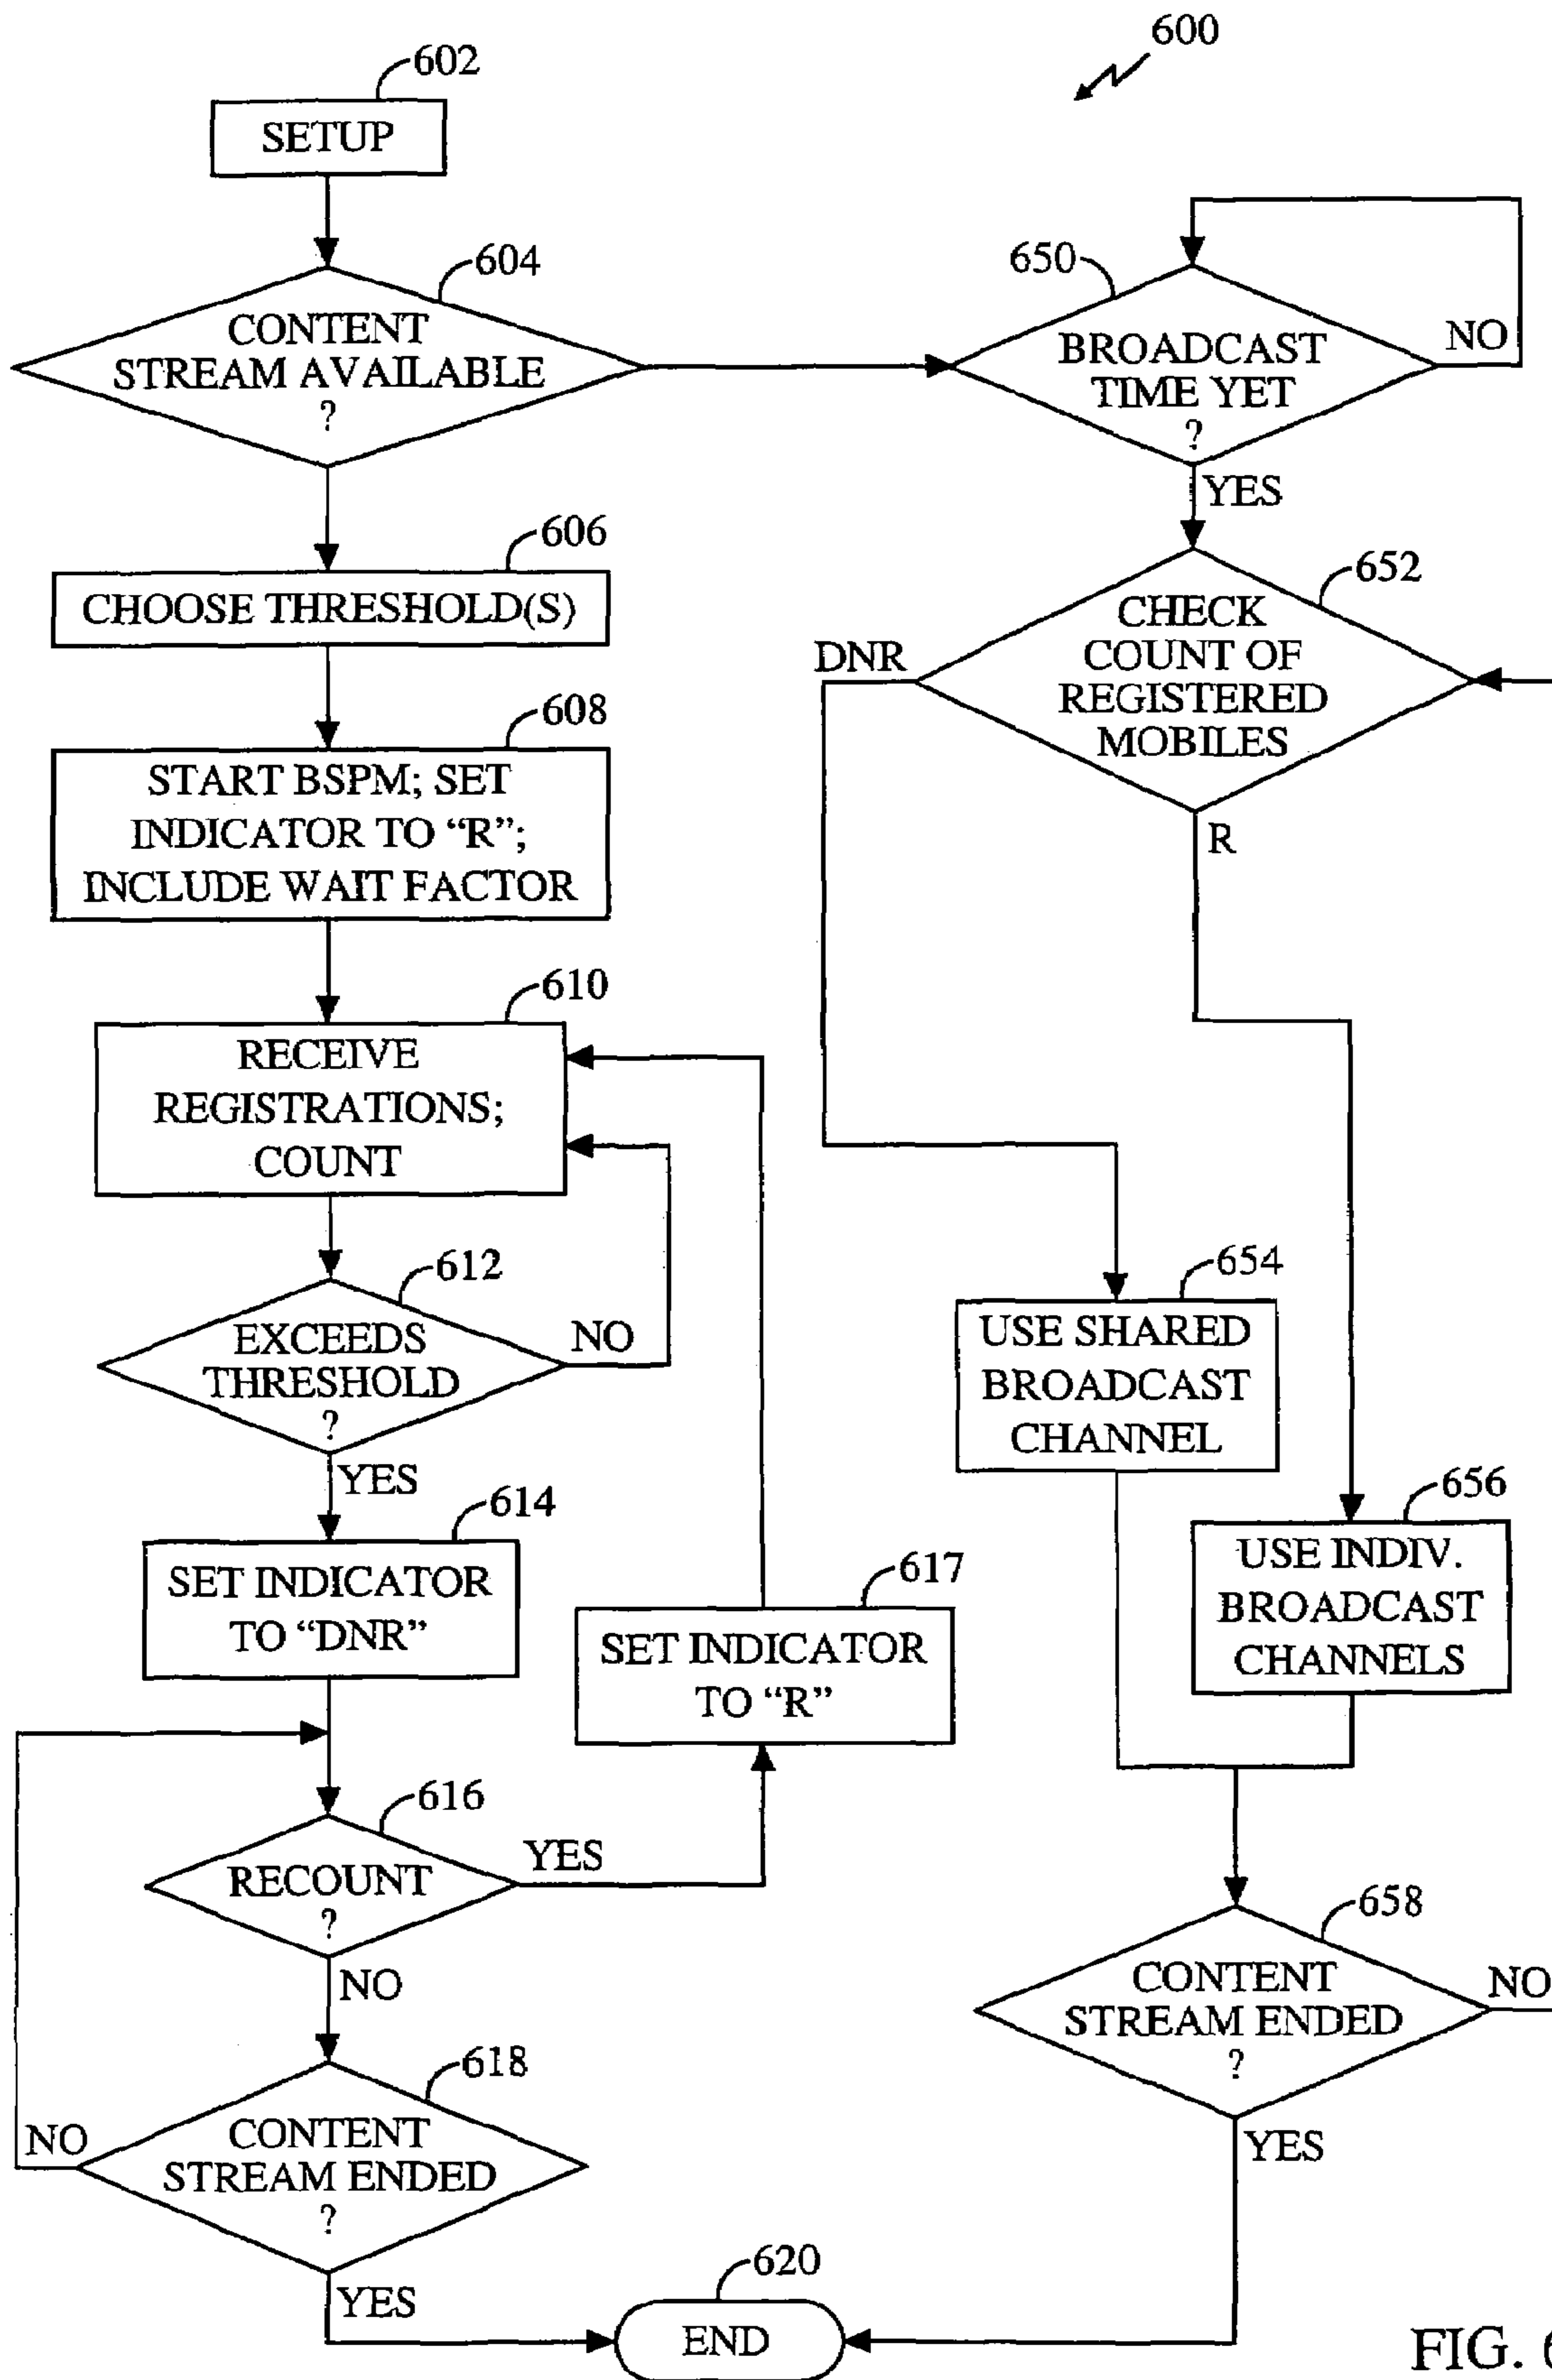 600
602
SETUP
604
CONTENT
STREAM AVAILABLE
?
606
CHOOSE THRESHOLD(S)
608
START BSPM; SET
INDICATOR TO “R”;
INCLUDE WAIT FACTOR
610
RECEIVE
REGISTRATIONS;
COUNT
612
EXCEEDS
THRESHOLD
?
NO
YES
614
SET INDICATOR
TO “DNR”
617
SET INDICATOR
TO “R”
616
RECOUNT
?
YES
NO
618
CONTENT
STREAM ENDED
?
NO
YES
620
END
650
BROADCAST
TIME YET
?
NO
YES
652
CHECK
COUNT OF
REGISTERED
MOBILES
DNR
R
654
USE SHARED
BROADCAST
CHANNEL
656
USE INDIV.
BROADCAST
CHANNELS
658
CONTENT
STREAM ENDED
?
NO
YES
FIG. 6